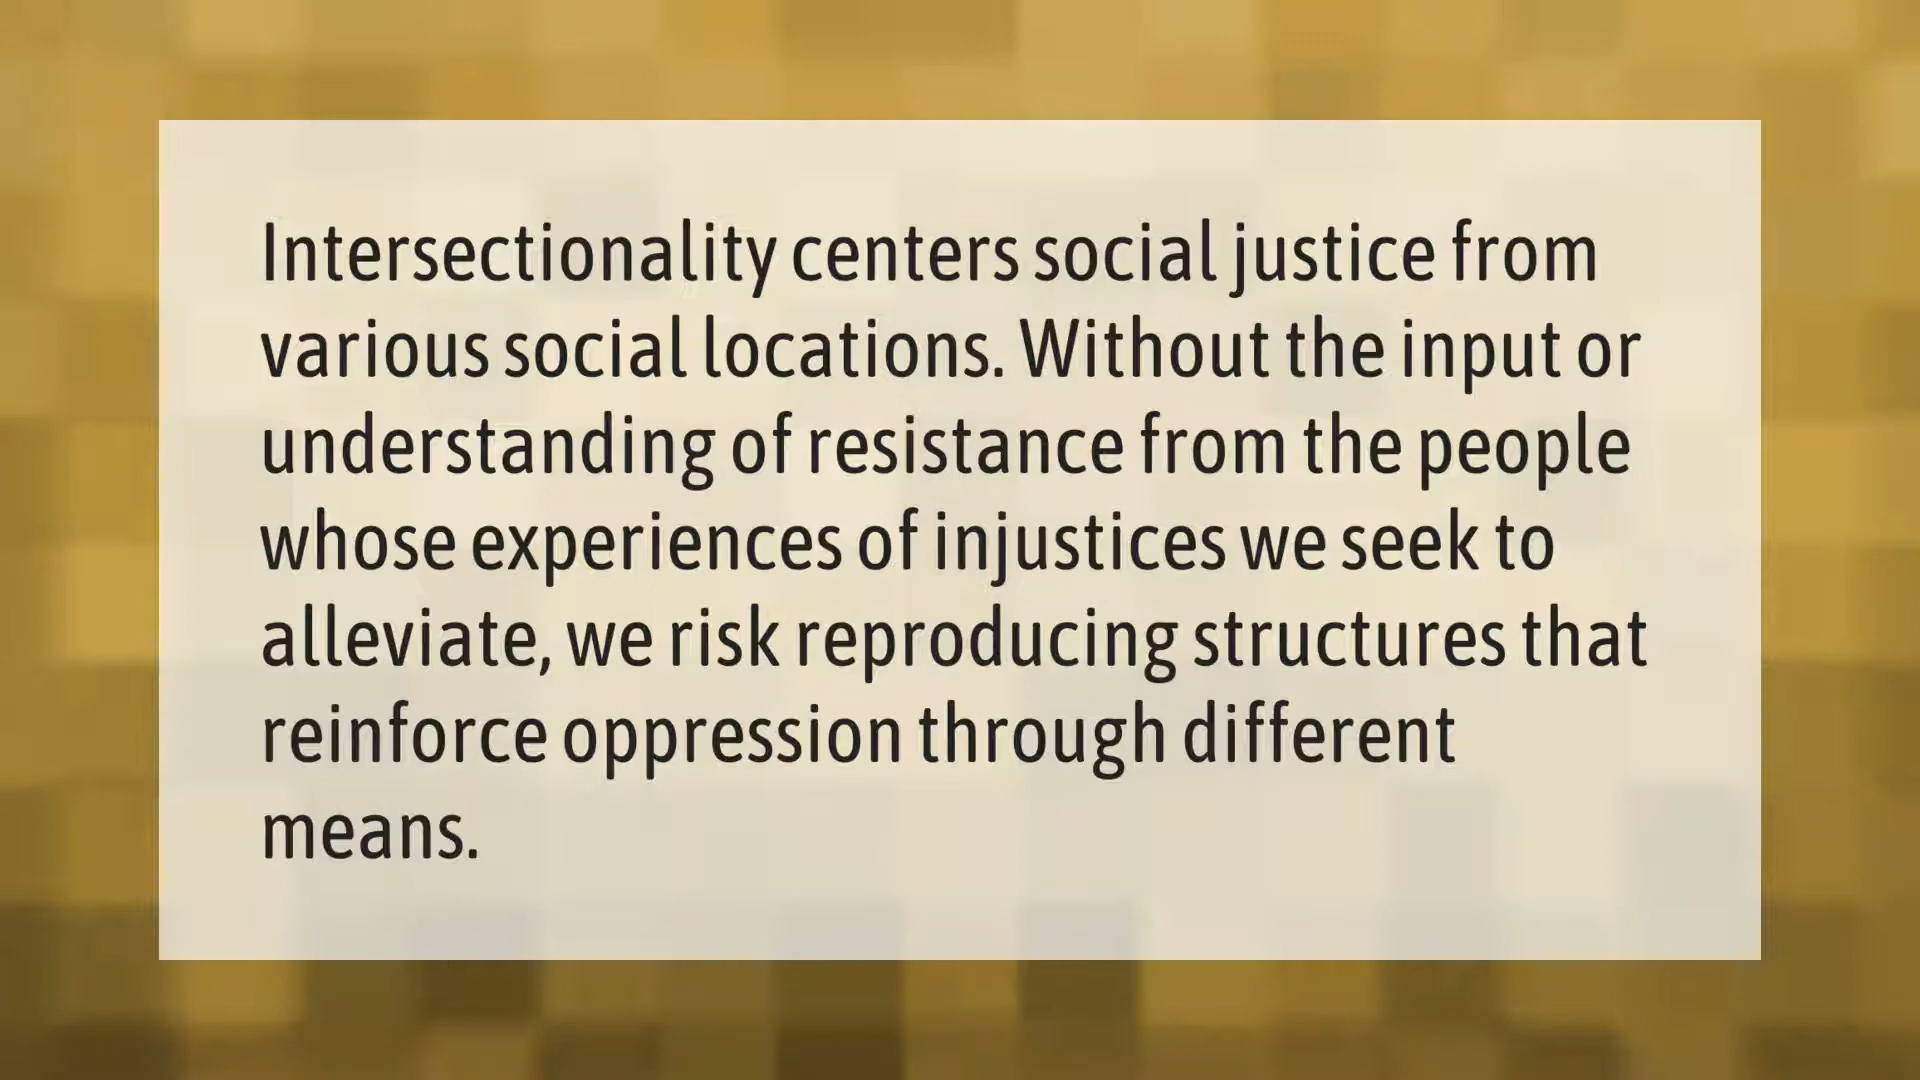 Intersectionality centers social justice from
various social locations. Without the input or
understanding of resistance from the people
whose experiences of injustices we seek to
alleviate, we risk reproducing structures that
reinforce oppression through different
means.